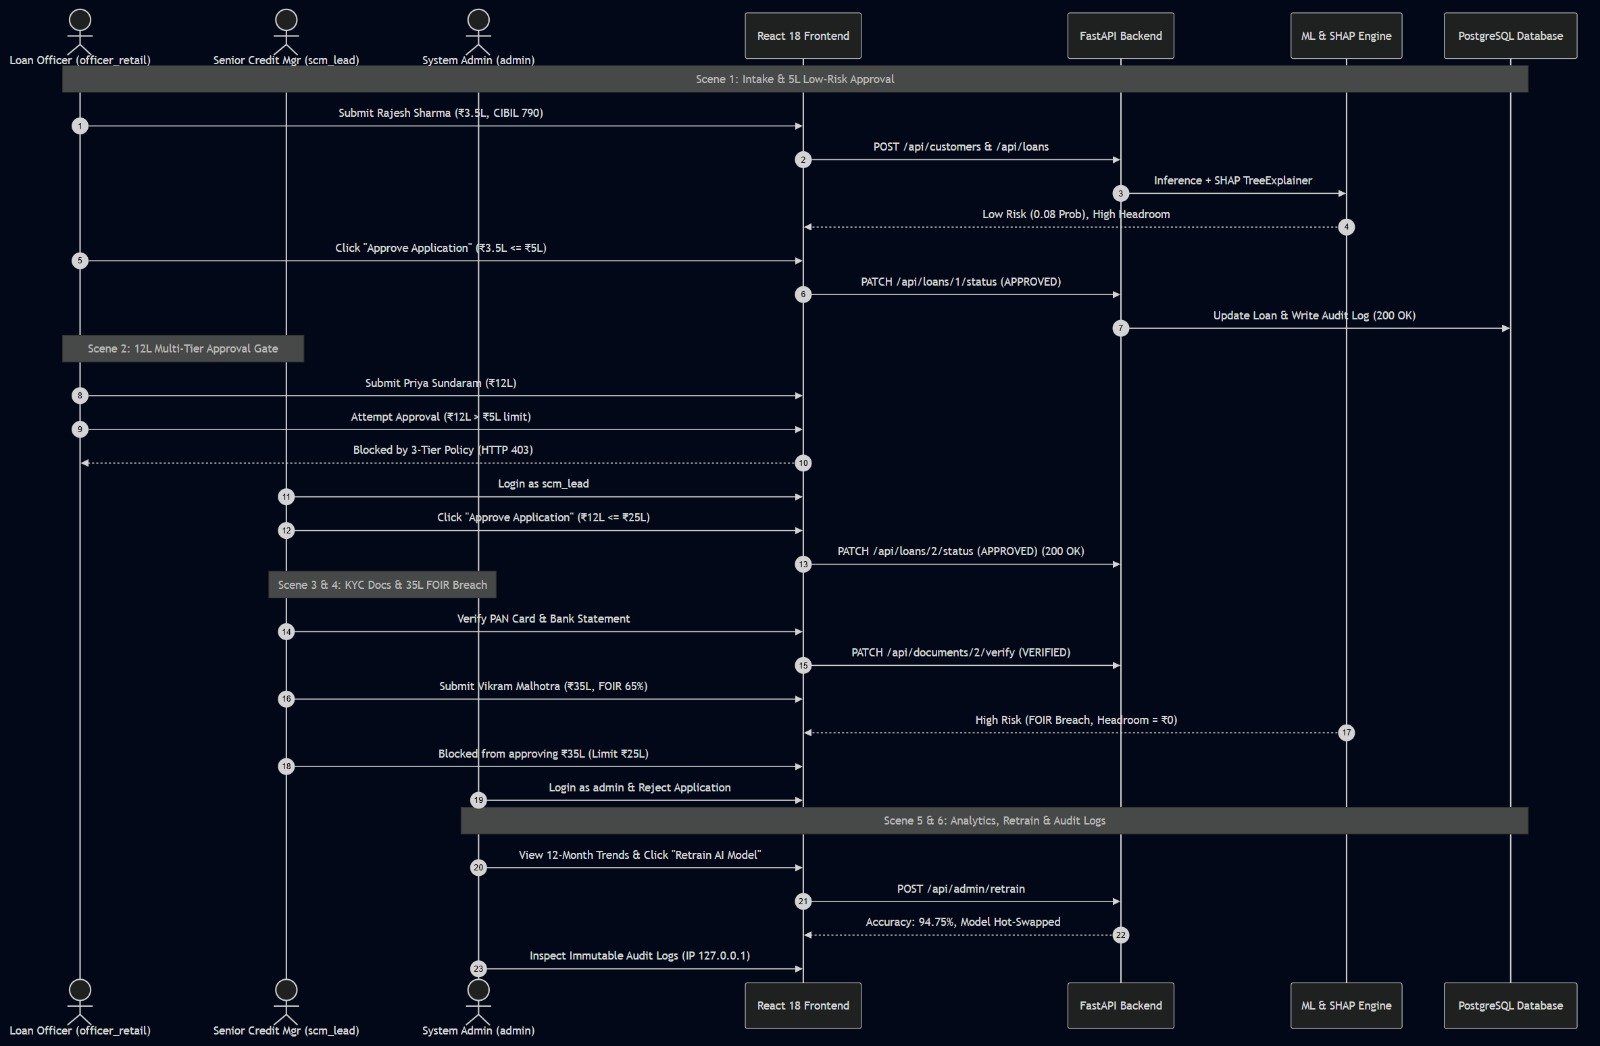 Loan Officer (officer_retail)
Senior Credit Mgr (scm_lead)
System Admin (admin)
React 18 Frontend
FastAPI Backend
ML & SHAP Engine
PostgreSQL Database
Scene 1: Intake & 5L Low-Risk Approval
Submit Rajesh Sharma (₹3.5L, CIBIL 790)
1
POST /api/customers & /api/loans
2
Inference + SHAP TreeExplainer
3
Low Risk (0.08 Prob), High Headroom
4
Click "Approve Application" (₹3.5L <= ₹5L)
5
PATCH /api/loans/1/status (APPROVED)
6
Update Loan & Write Audit Log (200 OK)
7
Scene 2: 12L Multi-Tier Approval Gate
Submit Priya Sundaram (₹12L)
8
Attempt Approval (₹12L > ₹5L limit)
9
Blocked by 3-Tier Policy (HTTP 403)
10
Login as scm_lead
11
Click "Approve Application" (₹12L <= ₹25L)
12
PATCH /api/loans/2/status (APPROVED) (200 OK)
13
Scene 3 & 4: KYC Docs & 35L FOIR Breach
Verify PAN Card & Bank Statement
14
PATCH /api/documents/2/verify (VERIFIED)
15
Submit Vikram Malhotra (₹35L, FOIR 65%)
16
High Risk (FOIR Breach, Headroom = ₹0)
17
Blocked from approving ₹35L (Limit ₹25L)
18
Login as admin & Reject Application
19
Scene 5 & 6: Analytics, Retrain & Audit Logs
View 12-Month Trends & Click "Retrain AI Model"
20
POST /api/admin/retrain
21
Accuracy: 94.75%, Model Hot-Swapped
22
Inspect Immutable Audit Logs (IP 127.0.0.1)
23
Loan Officer (officer_retail)
Senior Credit Mgr (scm_lead)
System Admin (admin)
React 18 Frontend
FastAPI Backend
ML & SHAP Engine
PostgreSQL Database